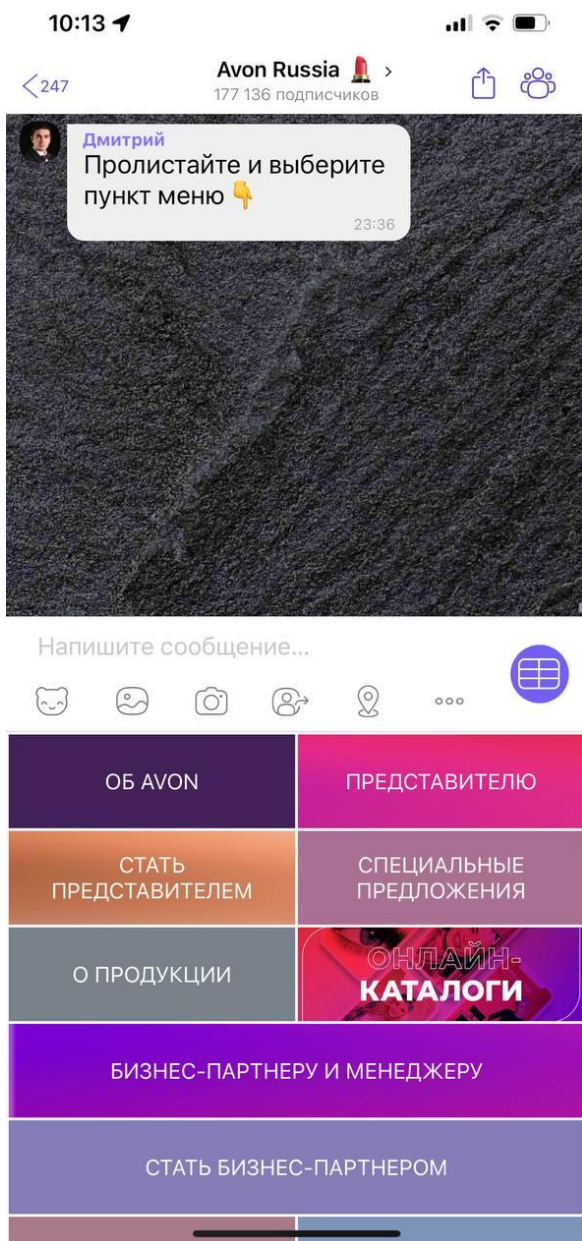 10:13
247
Avon Russia 💄 >
177 136 подписчиков
Дмитрий
Пролистайте и выберите
пункт меню 👇
23:36
Напишите сообщение...
ОБ AVON
ПРЕДСТАВИТЕЛЮ
СТАТЬ
ПРЕДСТАВИТЕЛЕМ
СПЕЦИАЛЬНЫЕ
ПРЕДЛОЖЕНИЯ
О ПРОДУКЦИИ
ОНЛАЙН-
КАТАЛОГИ
БИЗНЕС-ПАРТНЕРУ И МЕНЕДЖЕРУ
СТАТЬ БИЗНЕС-ПАРТНЕРОМ